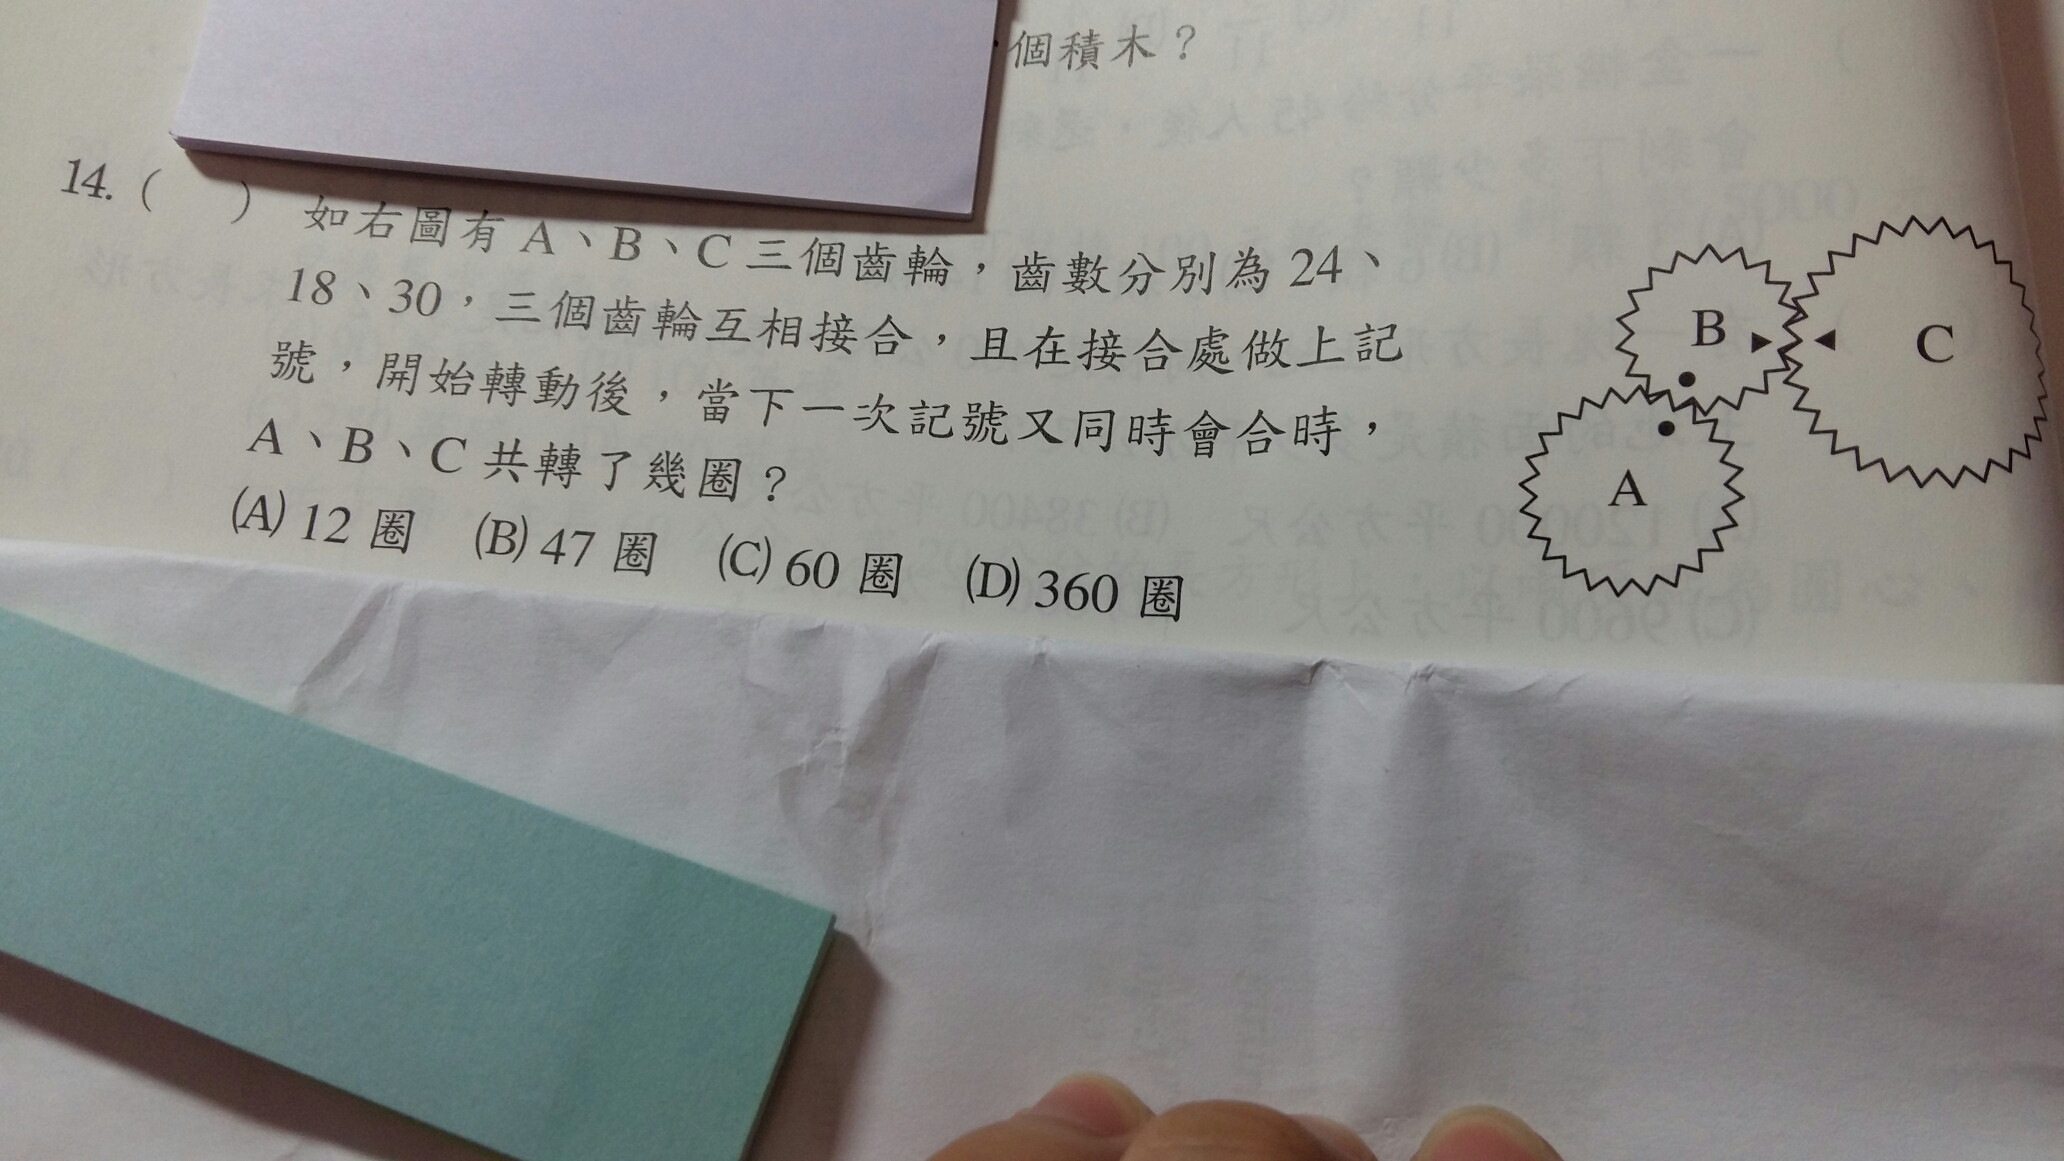 個積木？
14.（　）如右圖有 A、B、C 三個齒輪，齒數分別為 24、
18、30，三個齒輪互相接合，且在接合處做上記
號，開始轉動後，當下一次記號又同時會合時，
A、B、C 共轉了幾圈？
(A) 12 圈　(B) 47 圈　(C) 60 圈　(D) 360 圈
B
C
A